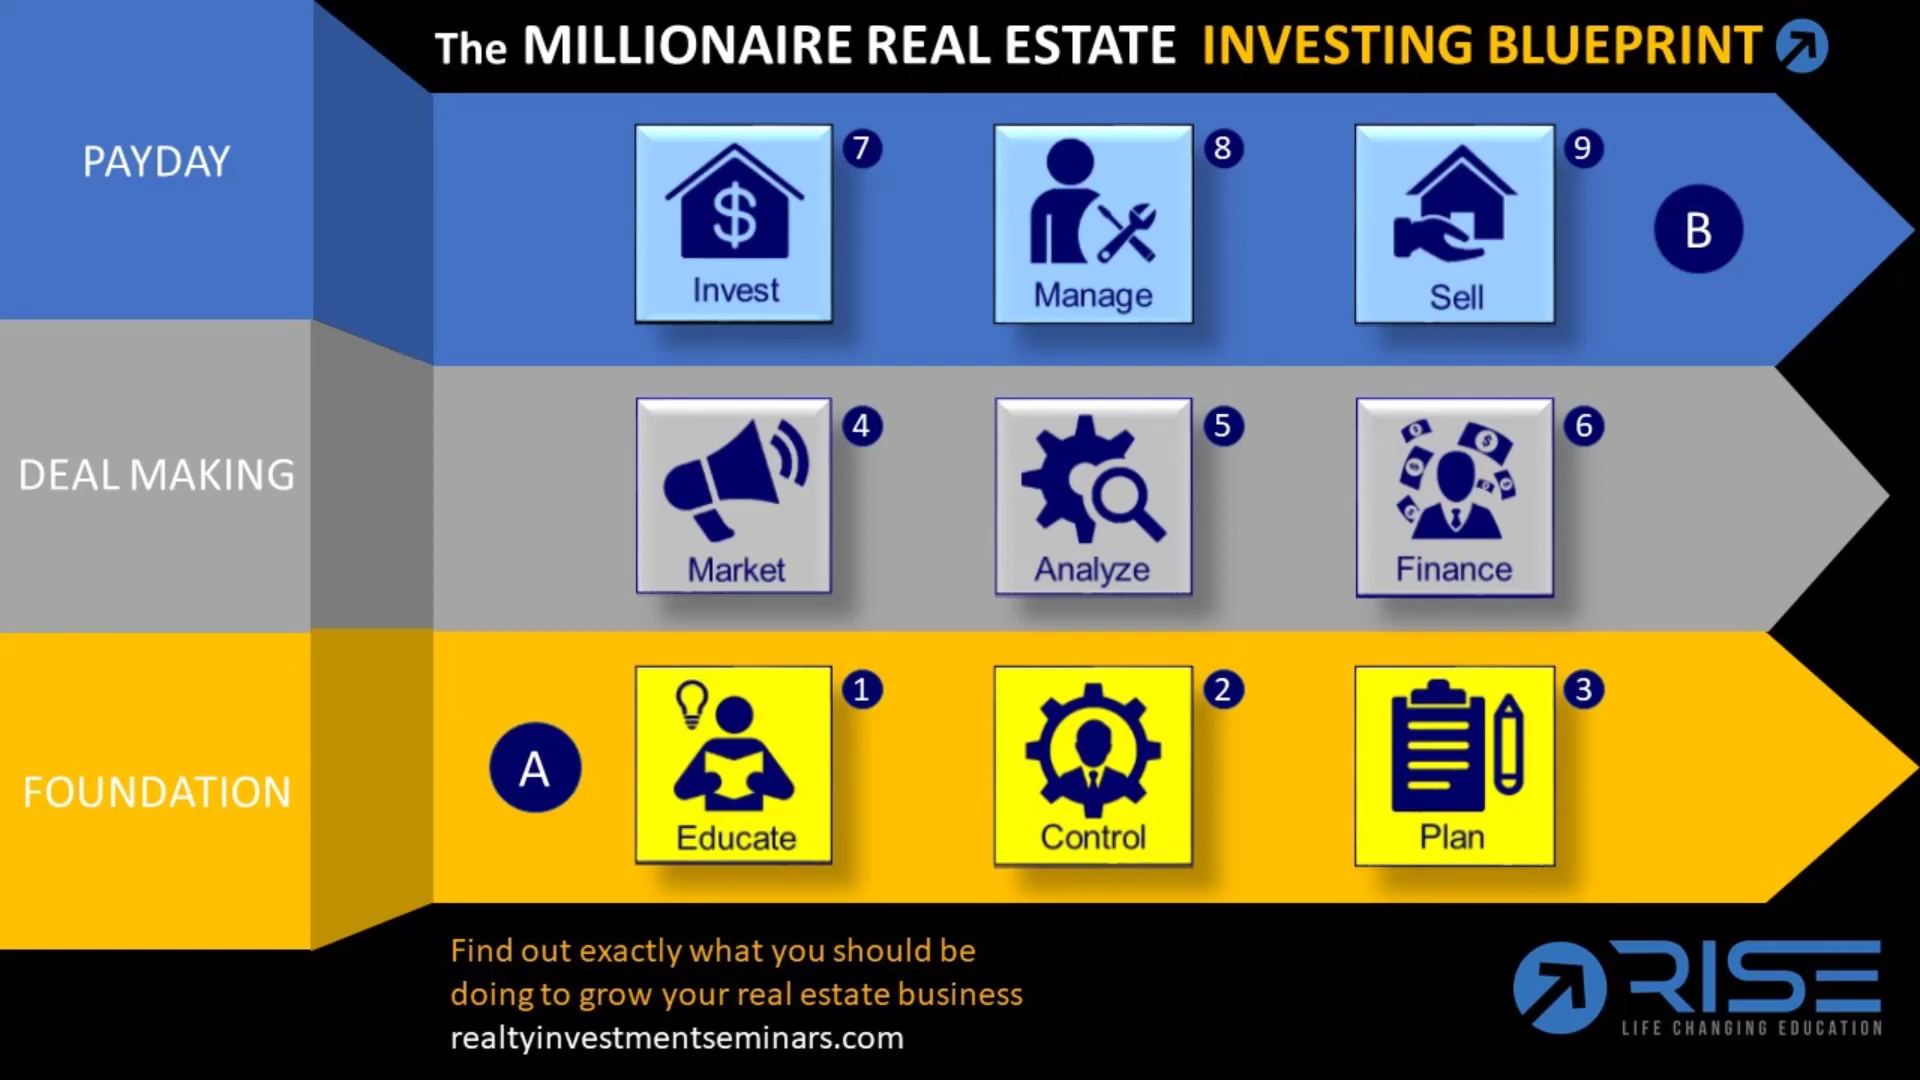 The MILLIONAIRE REAL ESTATE INVESTING BLUEPRINT
PAYDAY
7
Invest
8
Manage
9
Sell
B
DEAL MAKING
4
Market
5
Analyze
6
Finance
FOUNDATION
A
1
Educate
2
Control
3
Plan
Find out exactly what you should be
doing to grow your real estate business
realtyinvestmentseminars.com
RISE
LIFE CHANGING EDUCATION